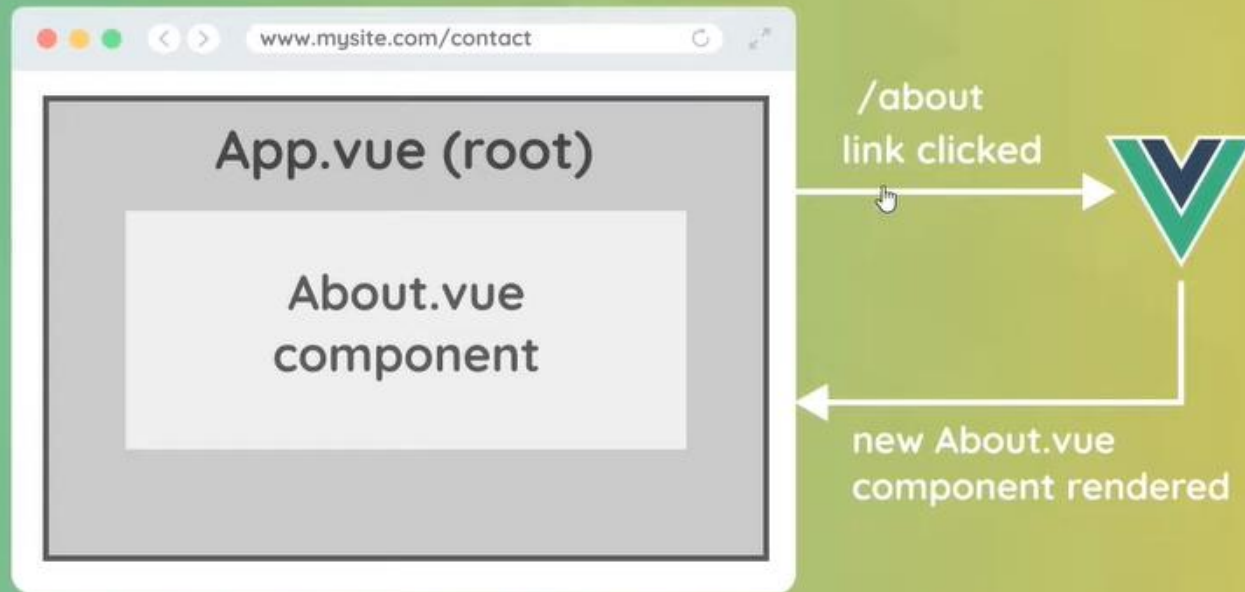 www.mysite.com/contact
App.vue (root)
About.vue
component
/about
link clicked
new About.vue
component rendered